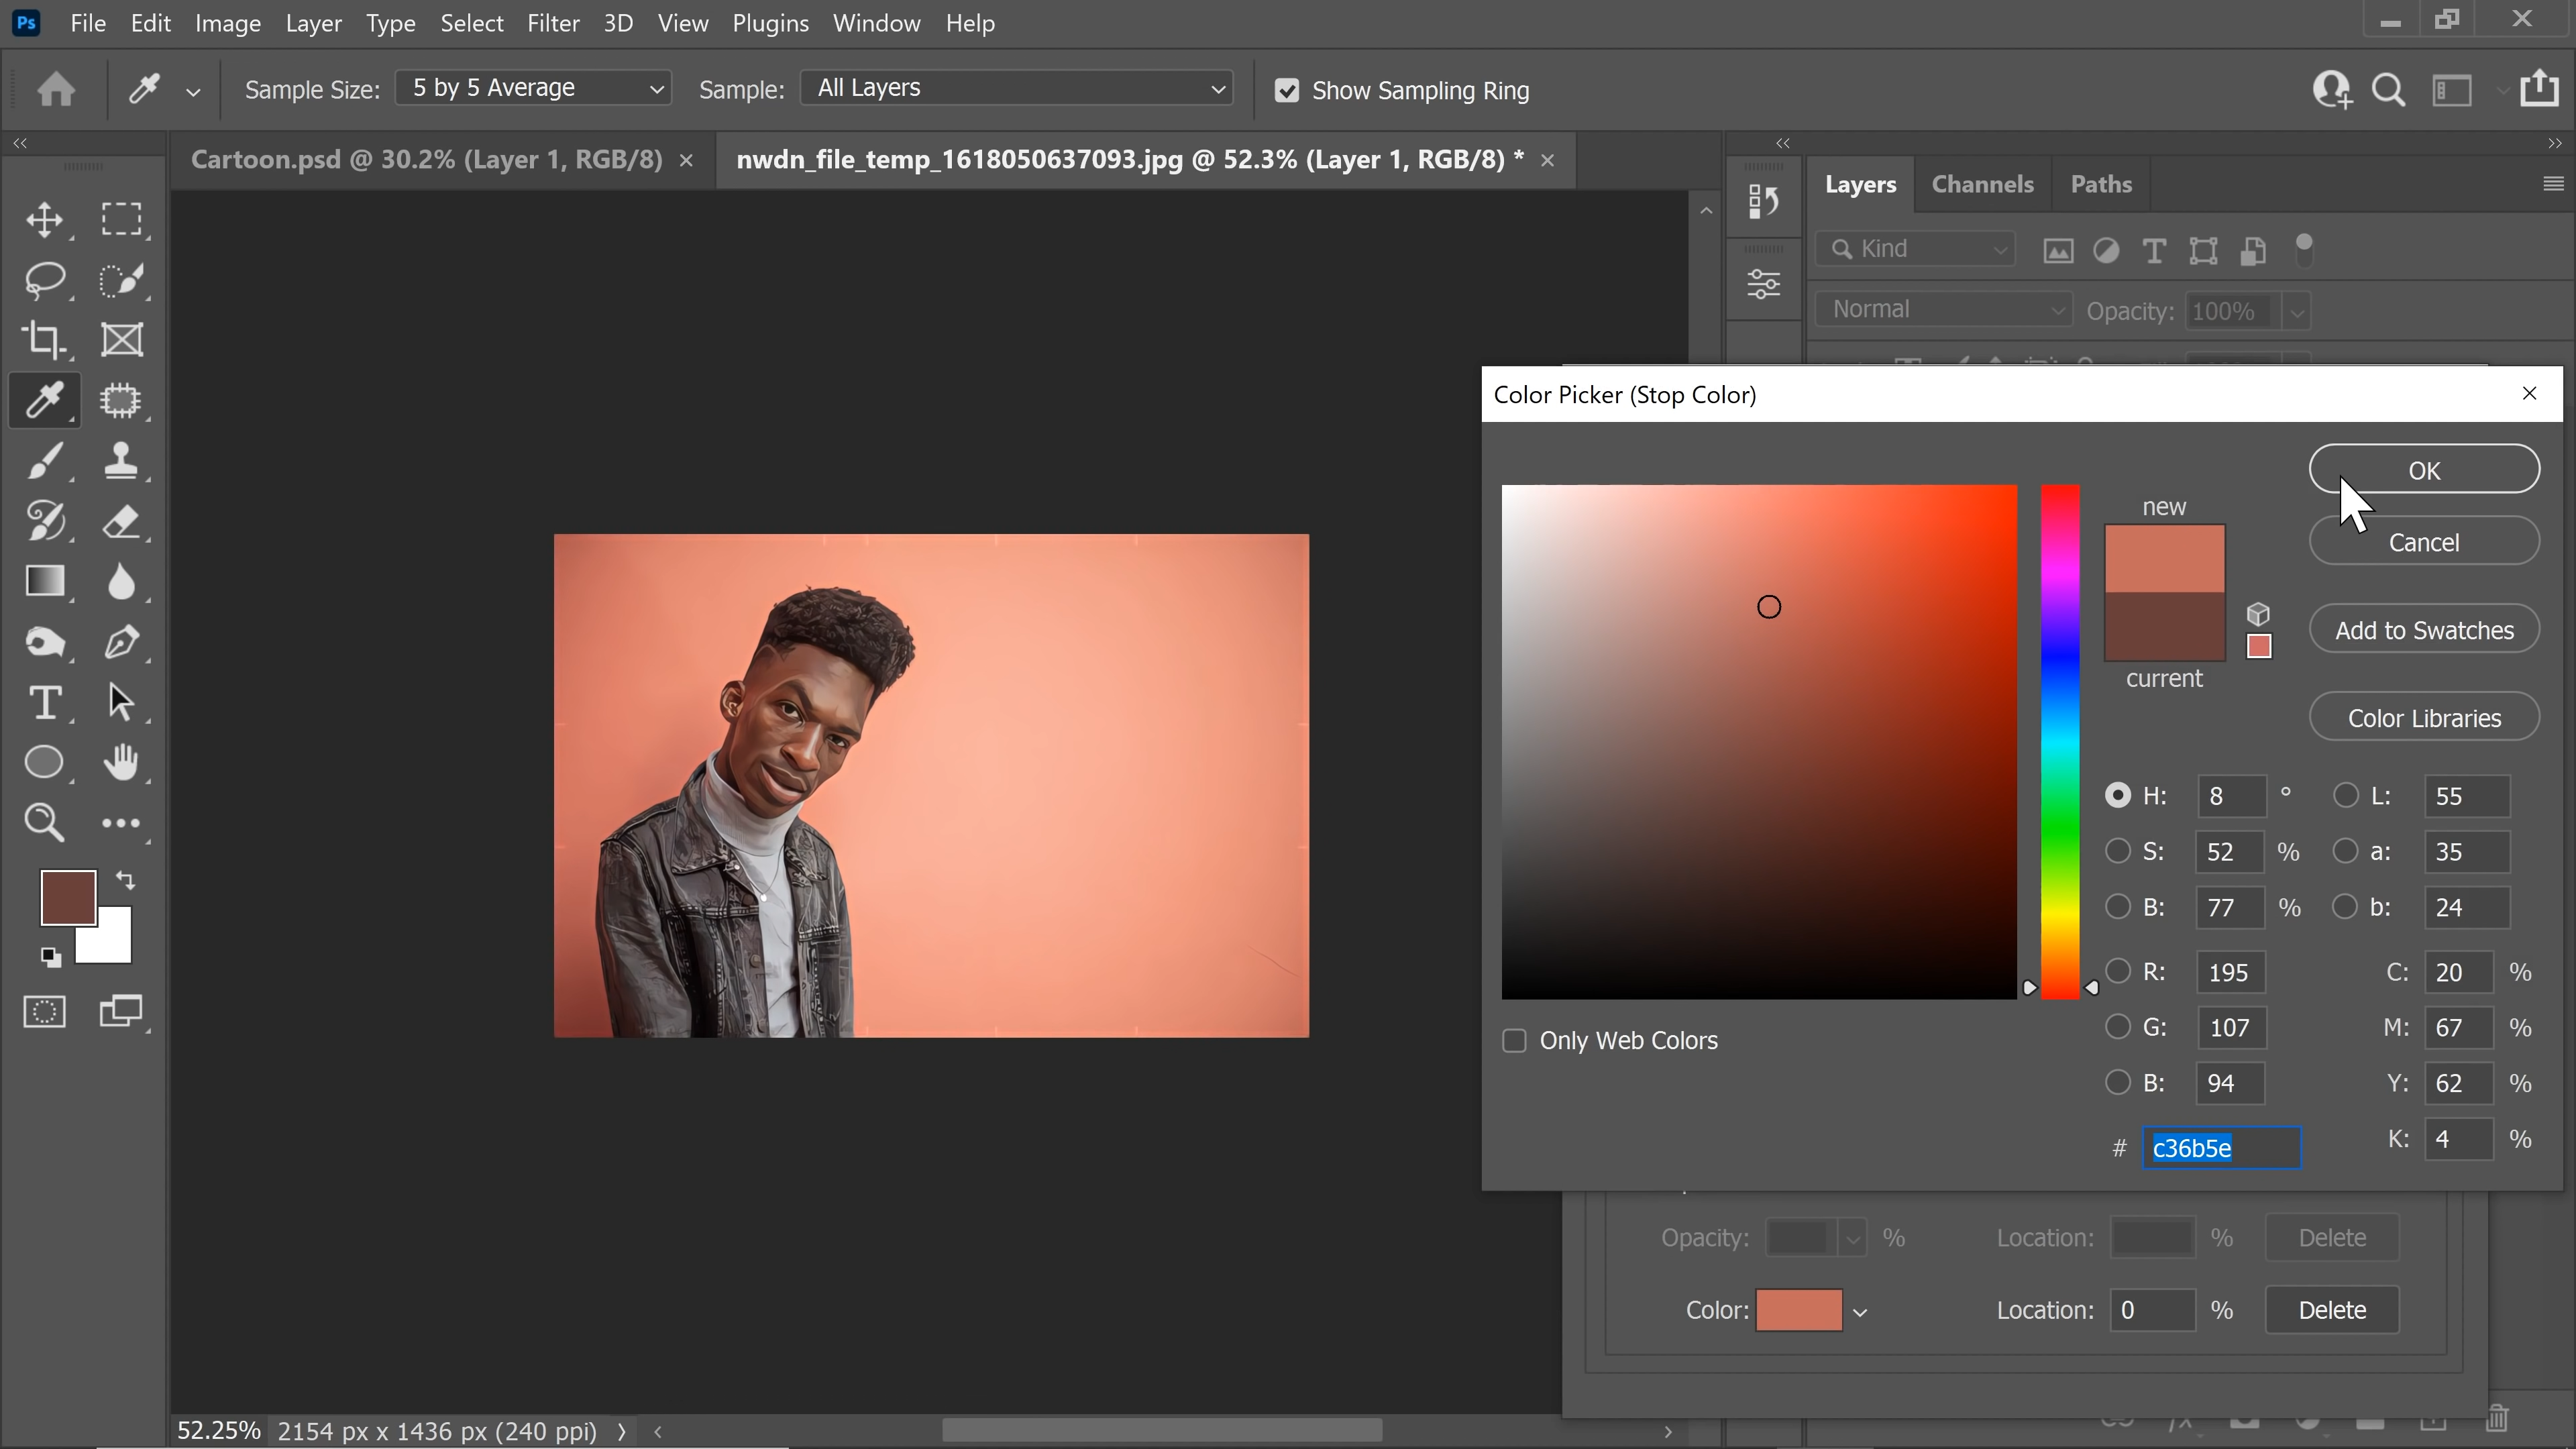 Ps File Edit Image Layer Type Select Filter 3D View Plugins Window Help
Sample Size: 5 by 5 Average Sample: All Layers Show Sampling Ring
Cartoon.psd @ 30.2% (Layer 1, RGB/8) × nwdn_file_temp_1618050637093.jpg @ 52.3% (Layer 1, RGB/8) * ×
Layers Channels Paths
Kind
Normal Opacity: 100%
Color Picker (Stop Color)
OK
new
Cancel
Add to Swatches
current
Color Libraries
H: 8 ° L: 55
S: 52 % a: 35
B: 77 % b: 24
R: 195 C: 20 %
G: 107 M: 67 %
B: 94 Y: 62 %
# c36b5e K: 4 %
Only Web Colors
Opacity: % Location: % Delete
Color: Location: 0 % Delete
52.25% 2154 px x 1436 px (240 ppi)